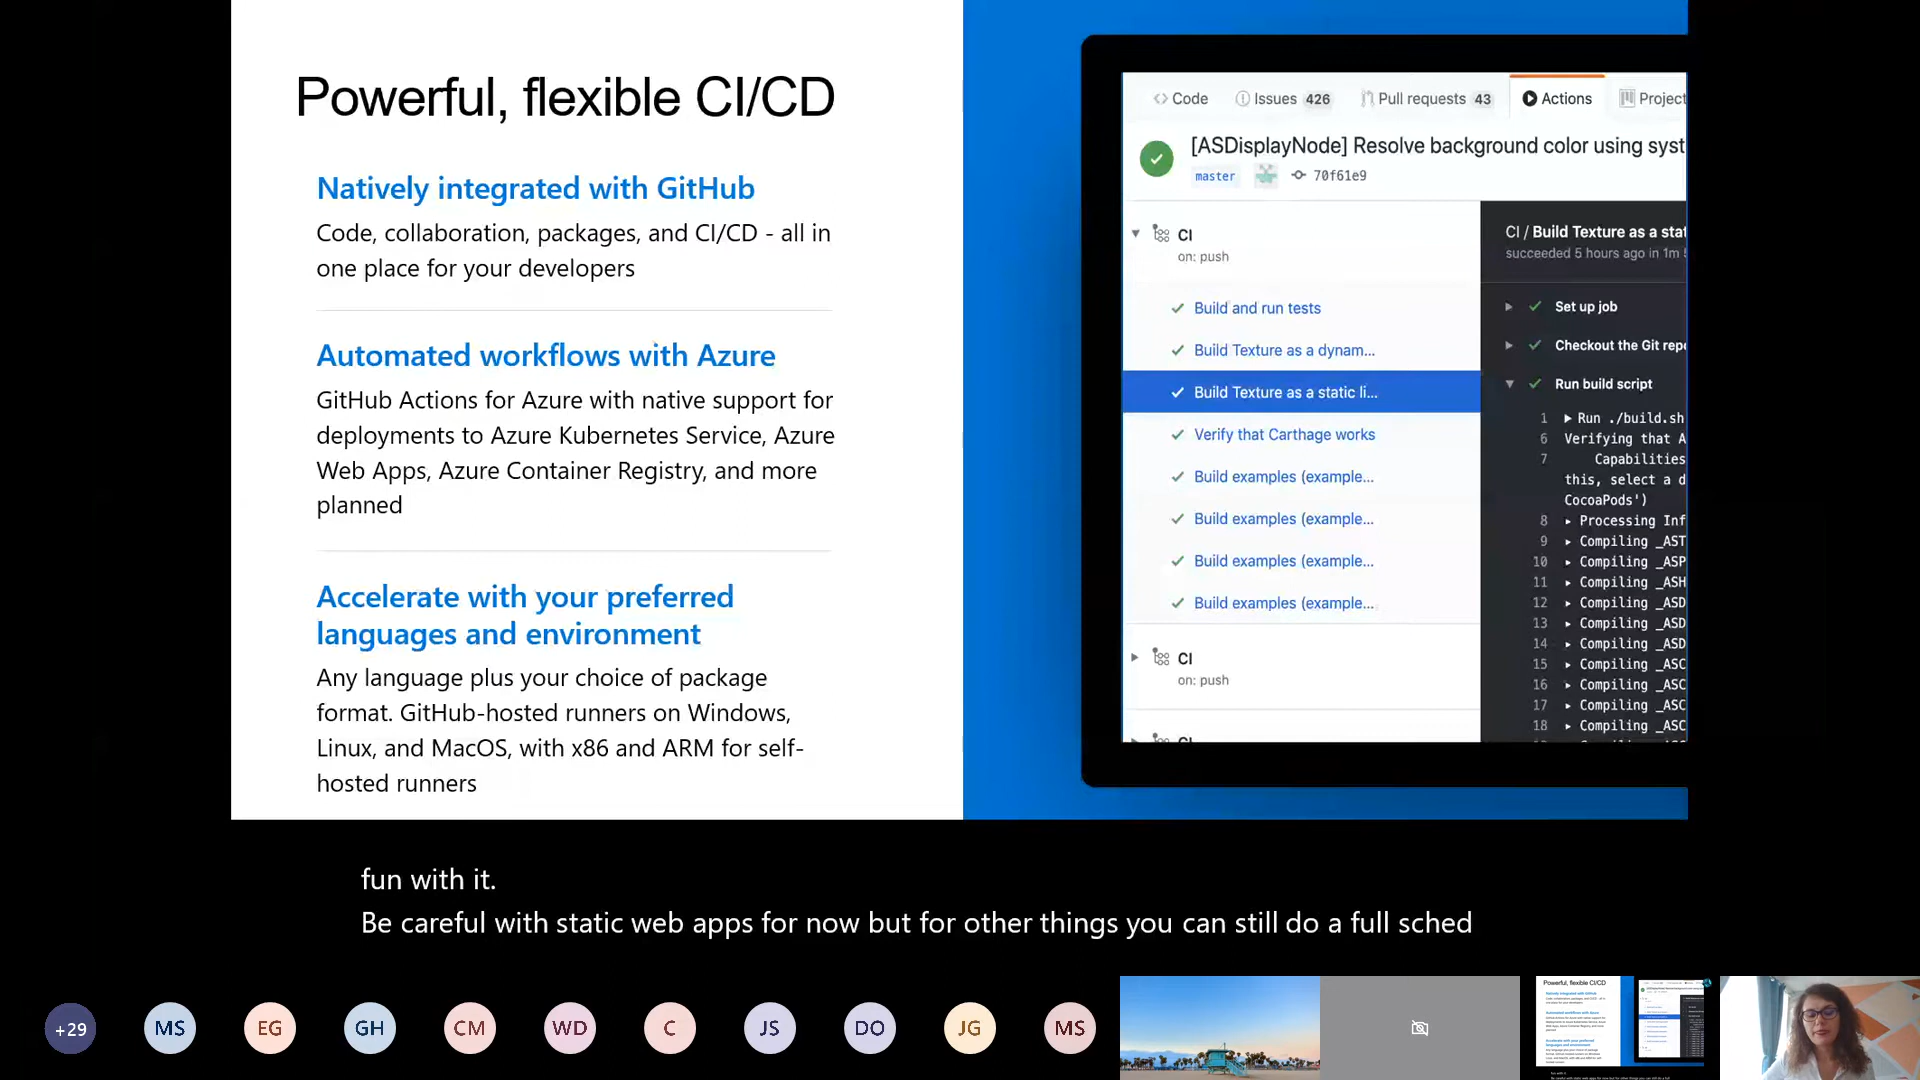 Powerful, flexible CI/CD
Natively integrated with GitHub
Code, collaboration, packages, and CI/CD - all in
one place for your developers
Automated workflows with Azure
GitHub Actions for Azure with native support for
deployments to Azure Kubernetes Service, Azure
Web Apps, Azure Container Registry, and more
planned
Accelerate with your preferred
languages and environment
Any language plus your choice of package
format. GitHub-hosted runners on Windows,
Linux, and MacOS, with x86 and ARM for self-
hosted runners
Code Issues 426 Pull requests 43 Actions Project
[ASDisplayNode] Resolve background color using syst
master 70f61e9
CI
on: push
Build and run tests
Build Texture as a dynam...
Build Texture as a static li...
Verify that Carthage works
Build examples (example...
Build examples (example...
Build examples (example...
Build examples (example...
CI
on: push
CI
CI / Build Texture as a stat
succeeded 5 hours ago in 1m
Set up job
Checkout the Git repo
Run build script
1 Run ./build.sh
6 Verifying that A
7 Capabilities
this, select a d
CocoaPods')
8 Processing Inf
9 Compiling _AST
10 Compiling _ASP
11 Compiling _ASH
12 Compiling _ASD
13 Compiling _ASD
14 Compiling _ASD
15 Compiling _ASC
16 Compiling _ASC
17 Compiling _ASC
18 Compiling _ASC
fun with it.
Be careful with static web apps for now but for other things you can still do a full sched
+29 MS EG GH CM WD C JS DO JG MS
Powerful, flexible CI/CD